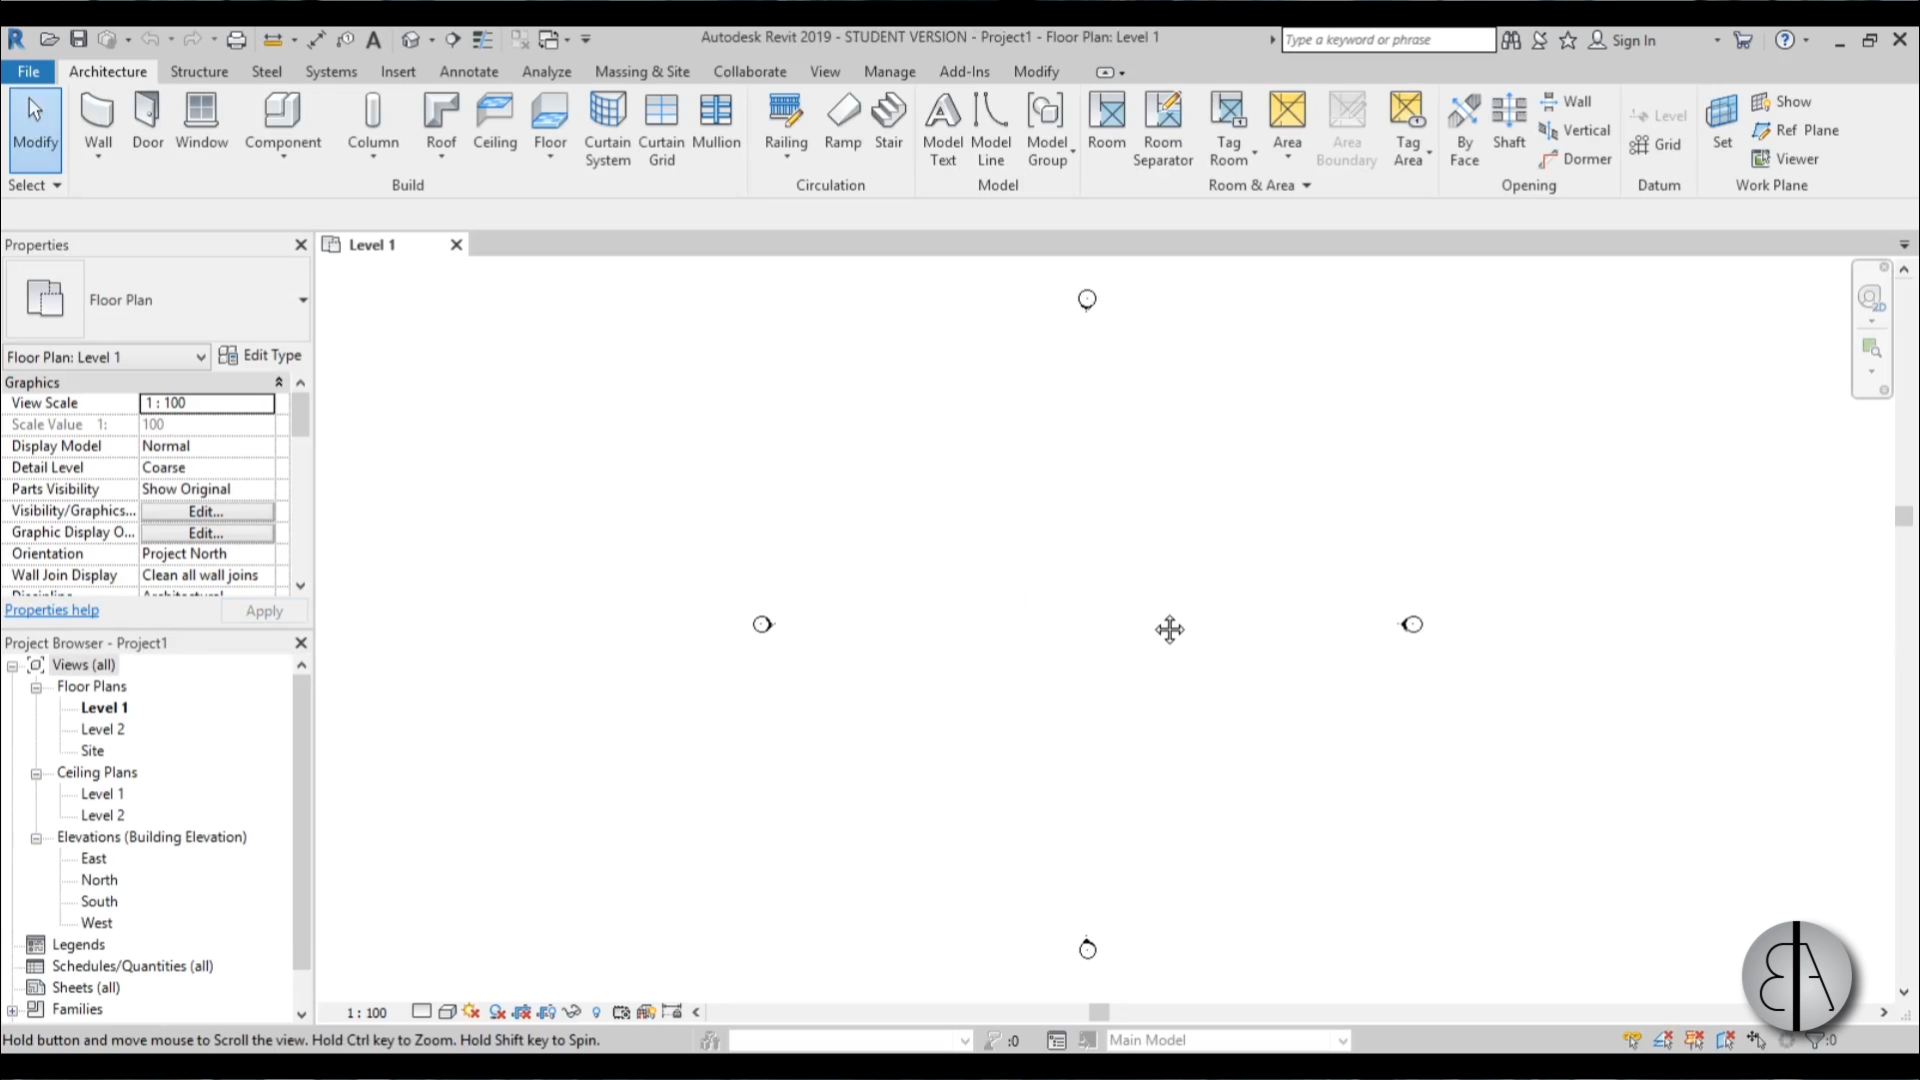 Autodesk Revit 2019 - STUDENT VERSION - Project1 - Floor Plan: Level 1
Type a keyword or phrase
Sign In
File Architecture Structure Steel Systems Insert Annotate Analyze Massing & Site Collaborate View Manage Add-Ins Modify
Modify Wall Door Window Component Column Roof Ceiling Floor Curtain System Curtain Grid Mullion Railing Ramp Stair Model Text Model Line Model Group Room Room Separator Tag Room Area Area Boundary Tag Area By Face Shaft Wall Vertical Dormer Level Grid Set Show Ref Plane Viewer
Select Build Circulation Model Room & Area Opening Datum Work Plane
Properties
Level 1
Floor Plan
Floor Plan: Level 1 Edit Type
Graphics
View Scale 1 : 100
Scale Value 1: 100
Display Model Normal
Detail Level Coarse
Parts Visibility Show Original
Visibility/Graphics... Edit...
Graphic Display O... Edit...
Orientation Project North
Wall Join Display Clean all wall joins
Discipline Architectural
Properties help Apply
2D
Project Browser - Project1
Views (all)
Floor Plans
Level 1
Level 2
Site
Ceiling Plans
Level 1
Level 2
Elevations (Building Elevation)
East
North
South
West
Legends
Schedules/Quantities (all)
Sheets (all)
Families
1 : 100
Hold button and move mouse to Scroll the view. Hold Ctrl key to Zoom. Hold Shift key to Spin.
:0
Main Model
:0